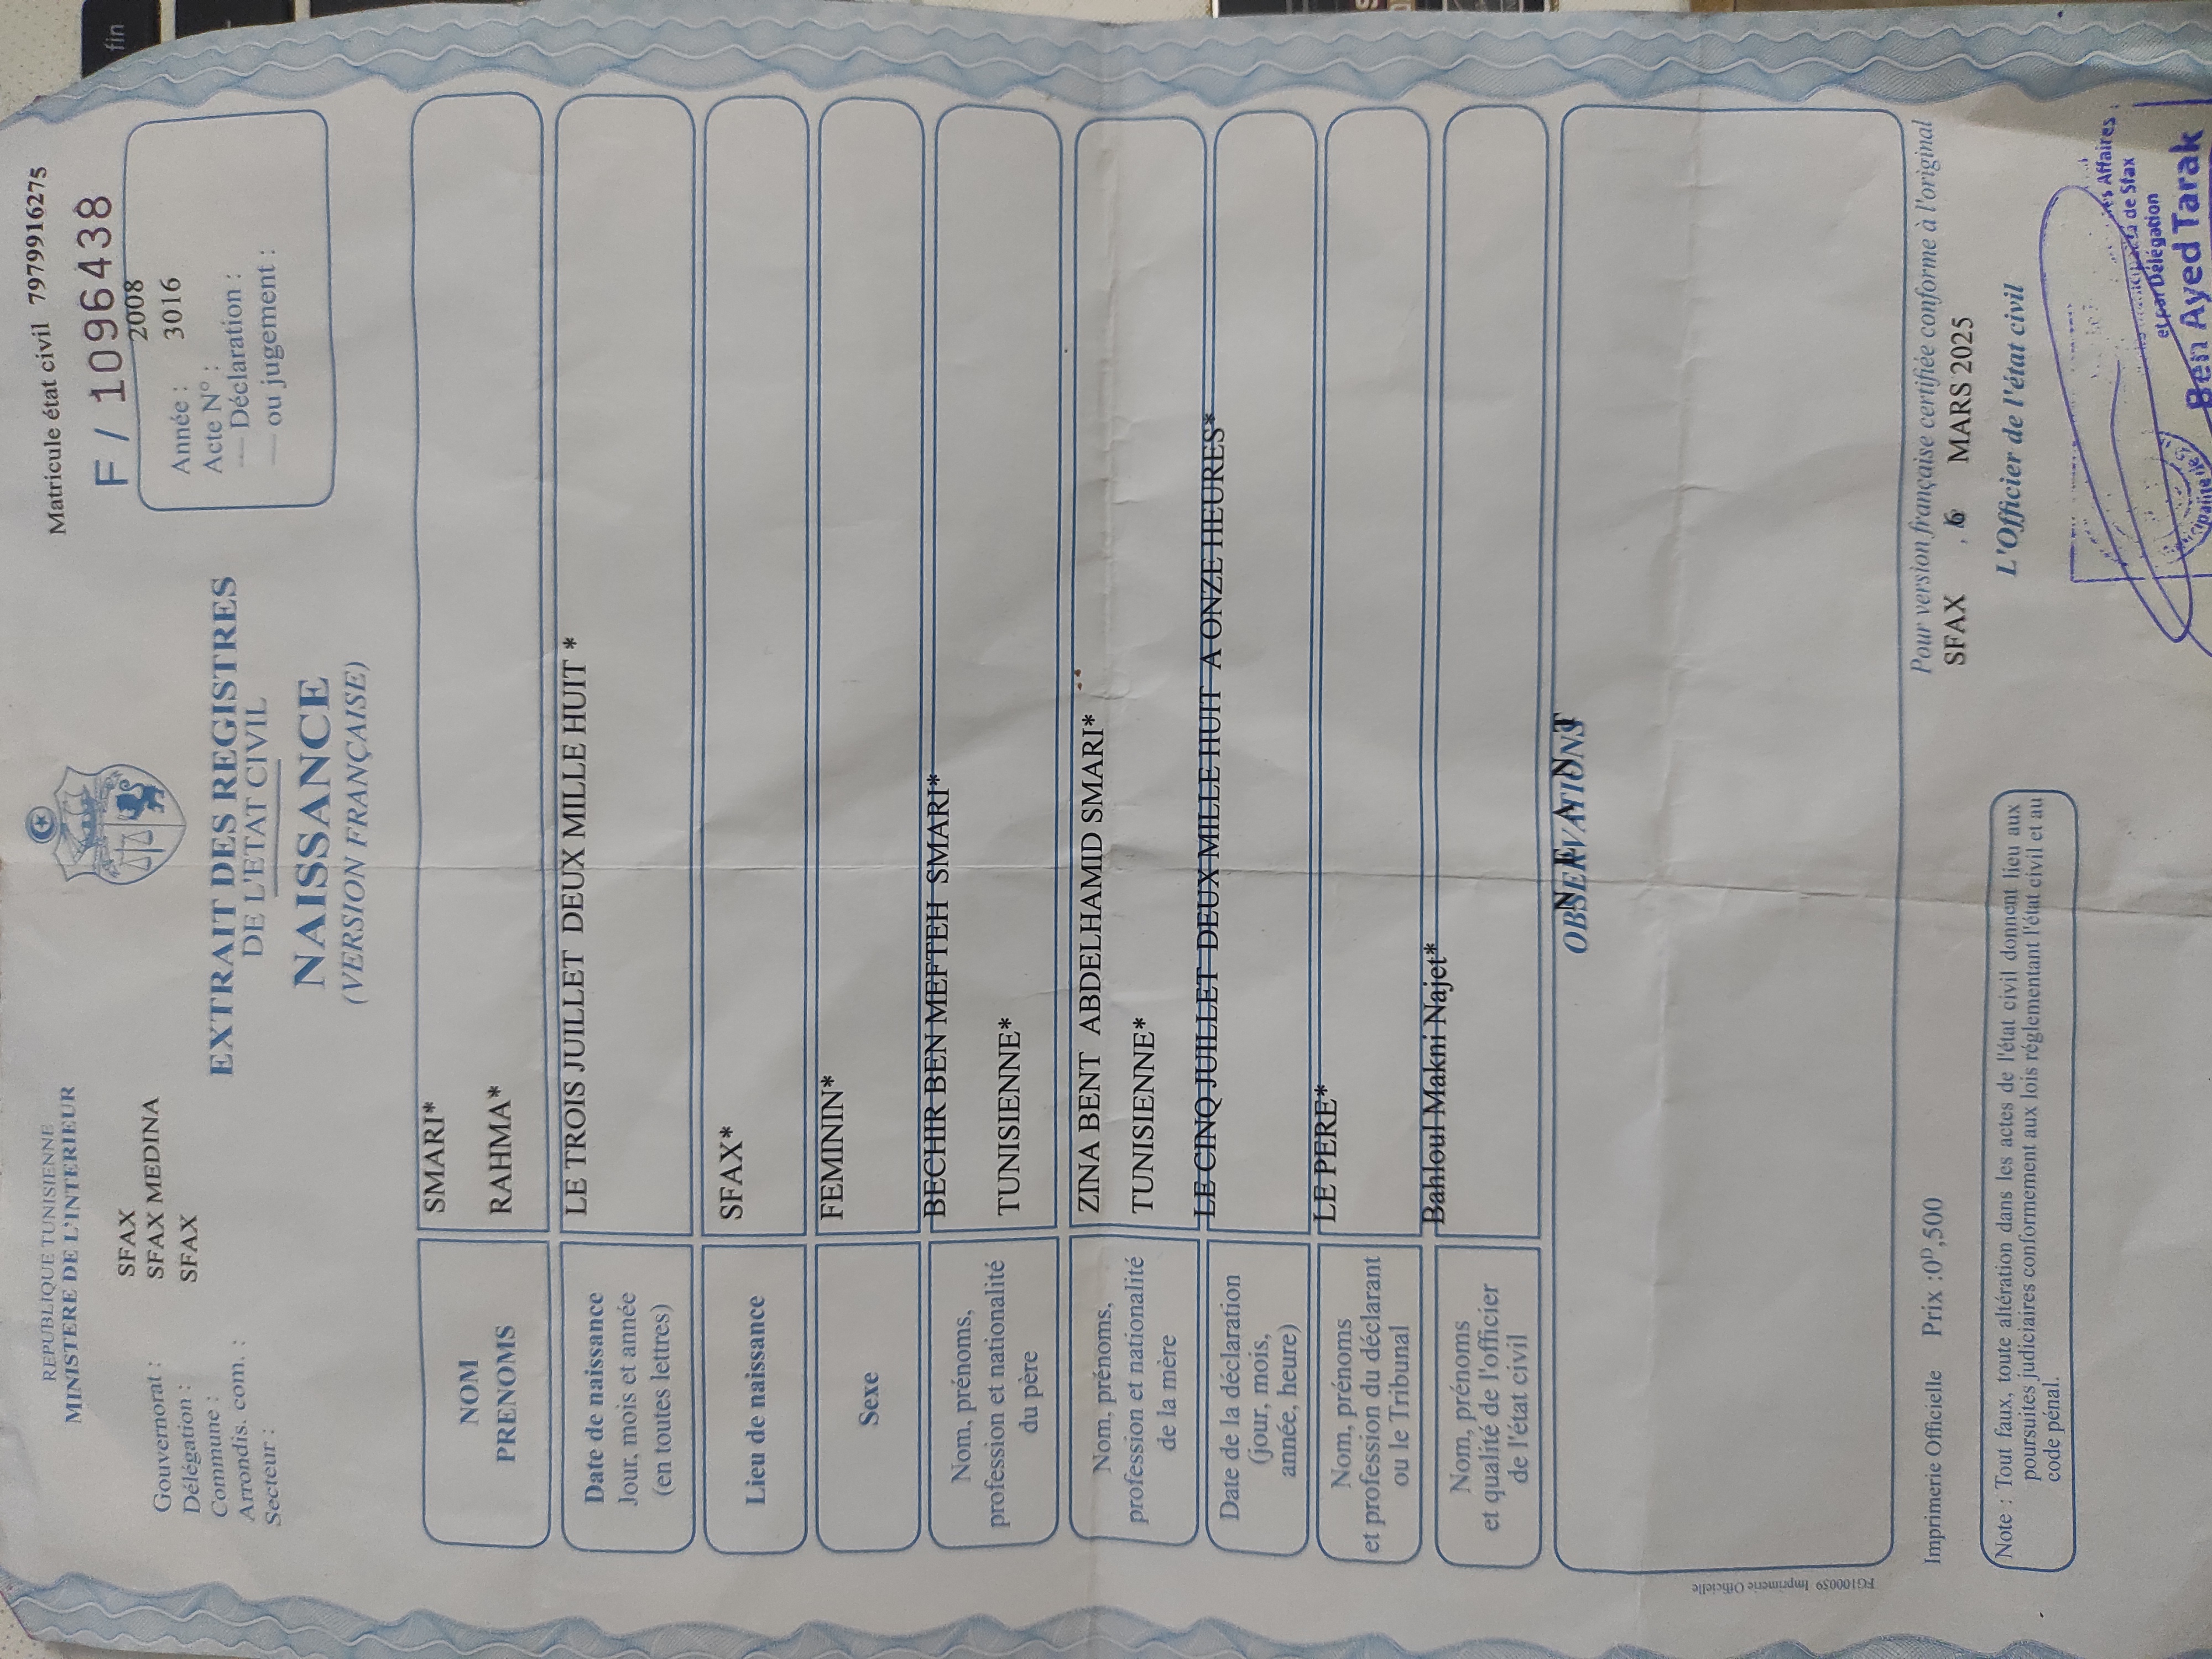 fin
REPUBLIQUE TUNISIENNE
MINISTERE DE L'INTERIEUR
Gouvernorat : SFAX
Délégation : SFAX MEDINA
Commune : SFAX
Arrondis. com. :
Secteur :
Matricule état civil 7979916275
F / 1096438
Année : 2008
Acte N° : 3016
— Déclaration :
— ou jugement :
EXTRAIT DES REGISTRES
DE L'ETAT CIVIL
NAISSANCE
(VERSION FRANÇAISE)
NOM SMARI*
PRENOMS RAHMA*
Date de naissance LE TROIS JUILLET DEUX MILLE HUIT *
Jour, mois et année
(en toutes lettres)
Lieu de naissance SFAX*
Sexe FEMININ*
Nom, prénoms, BECHIR BEN MEFTEH SMARI*
profession et nationalité TUNISIENNE*
du père
Nom, prénoms, ZINA BENT ABDELHAMID SMARI*
profession et nationalité TUNISIENNE*
de la mère
Date de la déclaration LE CINQ JUILLET DEUX MILLE HUIT A ONZE HEURES*
(jour, mois,
année, heure)
Nom, prénoms LE PERE*
et profession du déclarant
ou le Tribunal
Nom, prénoms Bahloul Makni Najet*
et qualité de l'officier
de l'état civil
OBSERVATIONS
N E A N T
FG100059 Imprimerie Officielle
Pour version française certifiée conforme à l'original
SFAX MARS 2025
L'Officier de l'état civil
Imprimerie Officielle Prix :0ᴰ,500
Note : Tout faux, toute altération dans les actes de l'état civil donnent lieu aux
poursuites judiciaires conformement aux lois réglementant l'état civil et au
code pénal.
Affaires
de Sfax
et par Délégation
Ben Ayed Tarak